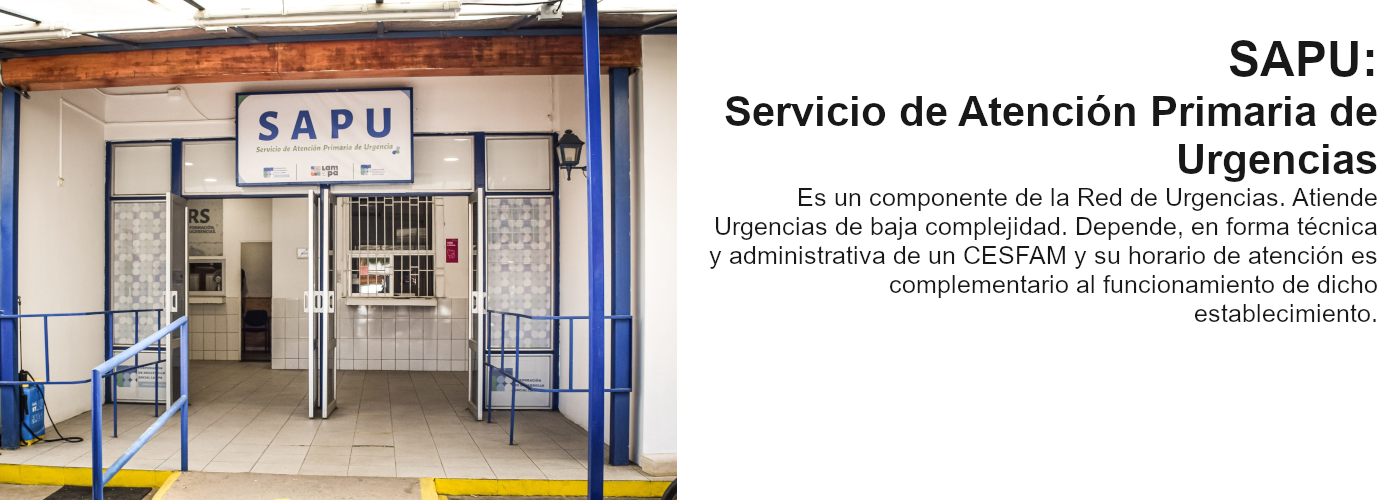 SAPU
Servicio de Atención Primaria de Urgencia
Lam
pa
RS
SAPU:
Servicio de Atención Primaria de
Urgencias
Es un componente de la Red de Urgencias. Atiende
Urgencias de baja complejidad. Depende, en forma técnica
y administrativa de un CESFAM y su horario de atención es
complementario al funcionamiento de dicho
establecimiento.